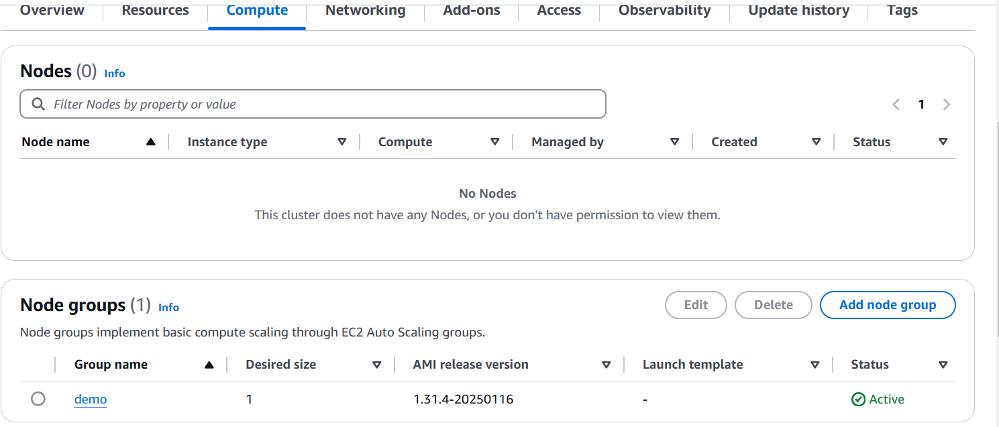 Overview Resources Compute Networking Add-ons Access Observability Update history Tags
Nodes (0) Info
Filter Nodes by property or value
1
Node name Instance type Compute Managed by Created Status
No Nodes
This cluster does not have any Nodes, or you don't have permission to view them.
Node groups (1) Info
Edit Delete Add node group
Node groups implement basic compute scaling through EC2 Auto Scaling groups.
Group name Desired size AMI release version Launch template Status
demo 1 1.31.4-20250116 - Active